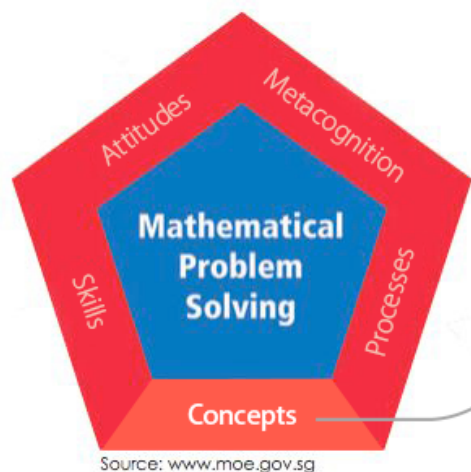 Attitudes
Metacognition
Mathematical
Problem
Solving
Skills
Processes
Concepts
Source: www.moe.gov.sg